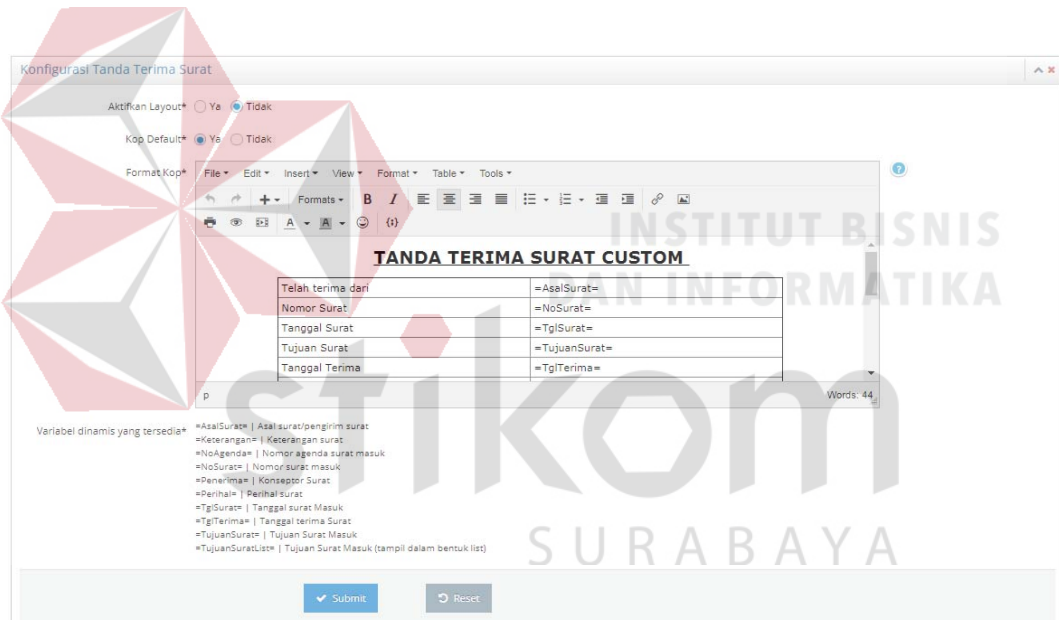 Konfigurasi Tanda Terima Surat
Aktifkan Layout* Ya Tidak
Kop Default* Ya Tidak
Format Kop* File Edit Insert View Format Table Tools
Formats B I
A A {;}
INSTITUT BISNIS
DAN INFORMATIKA
TANDA TERIMA SURAT CUSTOM
Telah terima dari =AsalSurat=
Nomor Surat =NoSurat=
Tanggal Surat =TglSurat=
Tujuan Surat =TujuanSurat=
Tanggal Terima =TglTerima=
p Words: 44
stikom
Variabel dinamis yang tersedia* =AsalSurat= | Asal surat/pengirim surat
=Keterangan= | Keterangan surat
=NoAgenda= | Nomor agenda surat masuk
=NoSurat= | Nomor surat masuk
=Penerima= | Konseptor Surat
=Perihal= | Perihal surat
=TglSurat= | Tanggal surat Masuk
=TglTerima= | Tanggal terima Surat
=TujuanSurat= | Tujuan Surat Masuk
=TujuanSuratList= | Tujuan Surat Masuk (tampil dalam bentuk list)
SURABAYA
Submit Reset